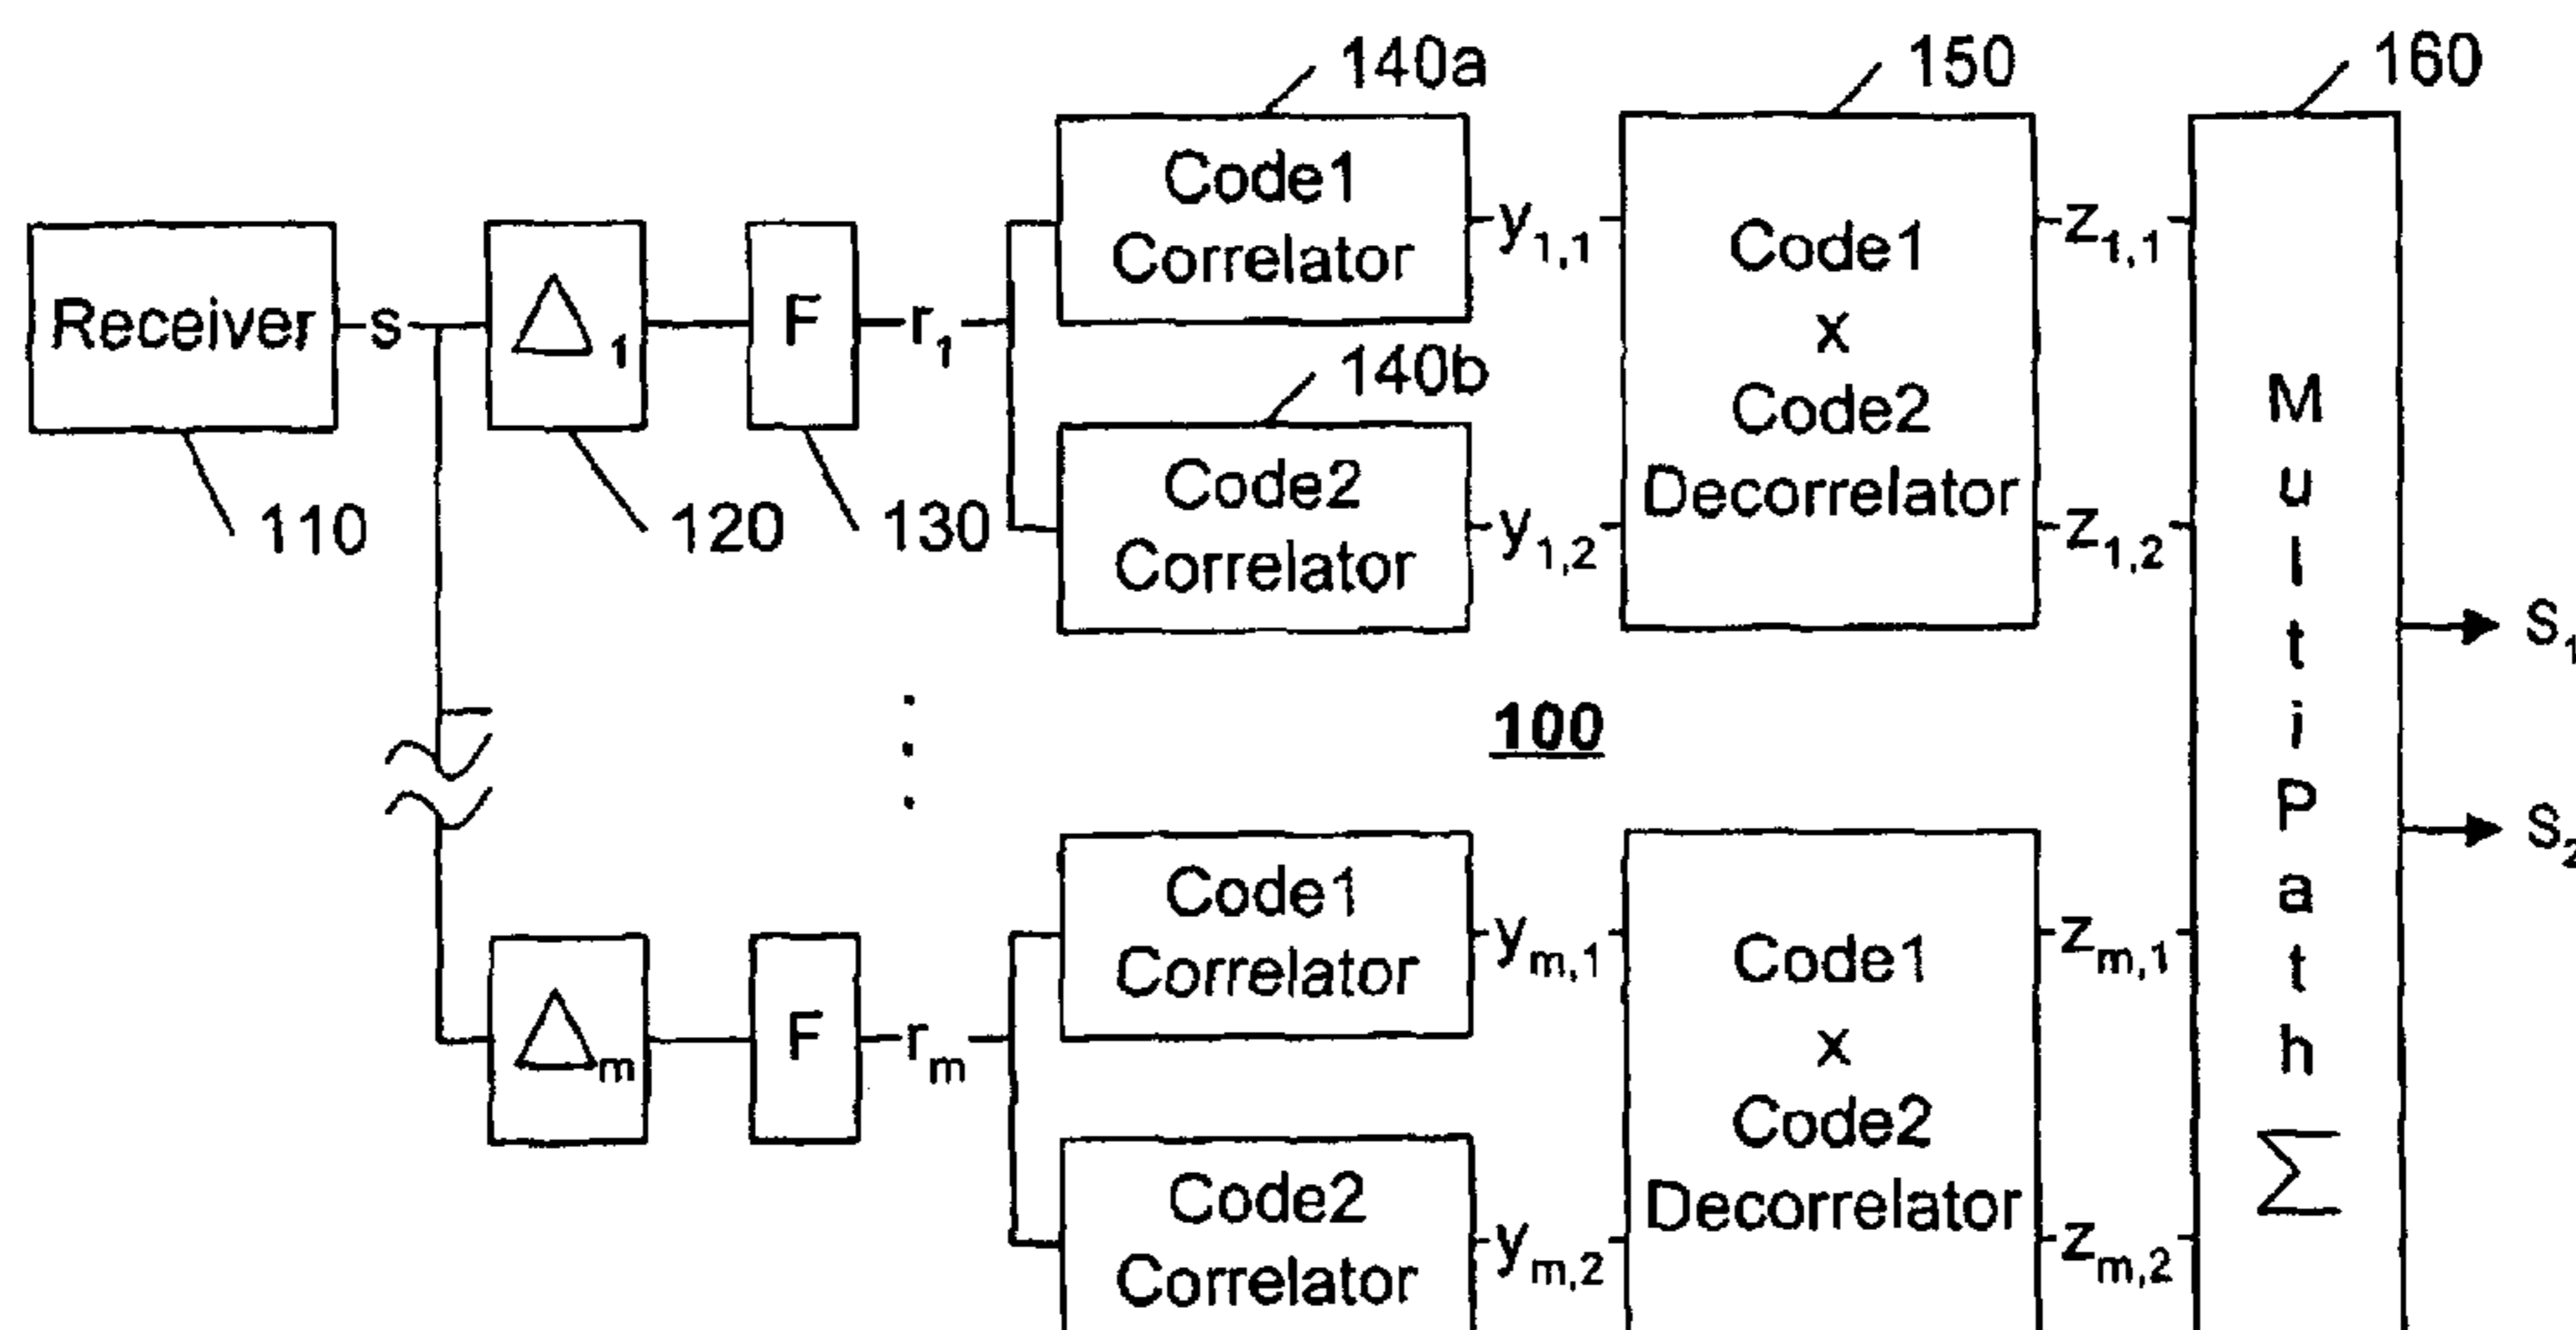 140a
150
160
Receiver
s
△1
F
r1
Code1
Correlator
y1,1
Code1
x
Code2
Decorrelator
z1,1
MultiPath
∑
110
120
130
140b
Code2
Correlator
y1,2
z1,2
S1
100
S2
△m
F
rm
Code1
Correlator
ym,1
Code1
x
Code2
Decorrelator
zm,1
Code2
Correlator
ym,2
zm,2